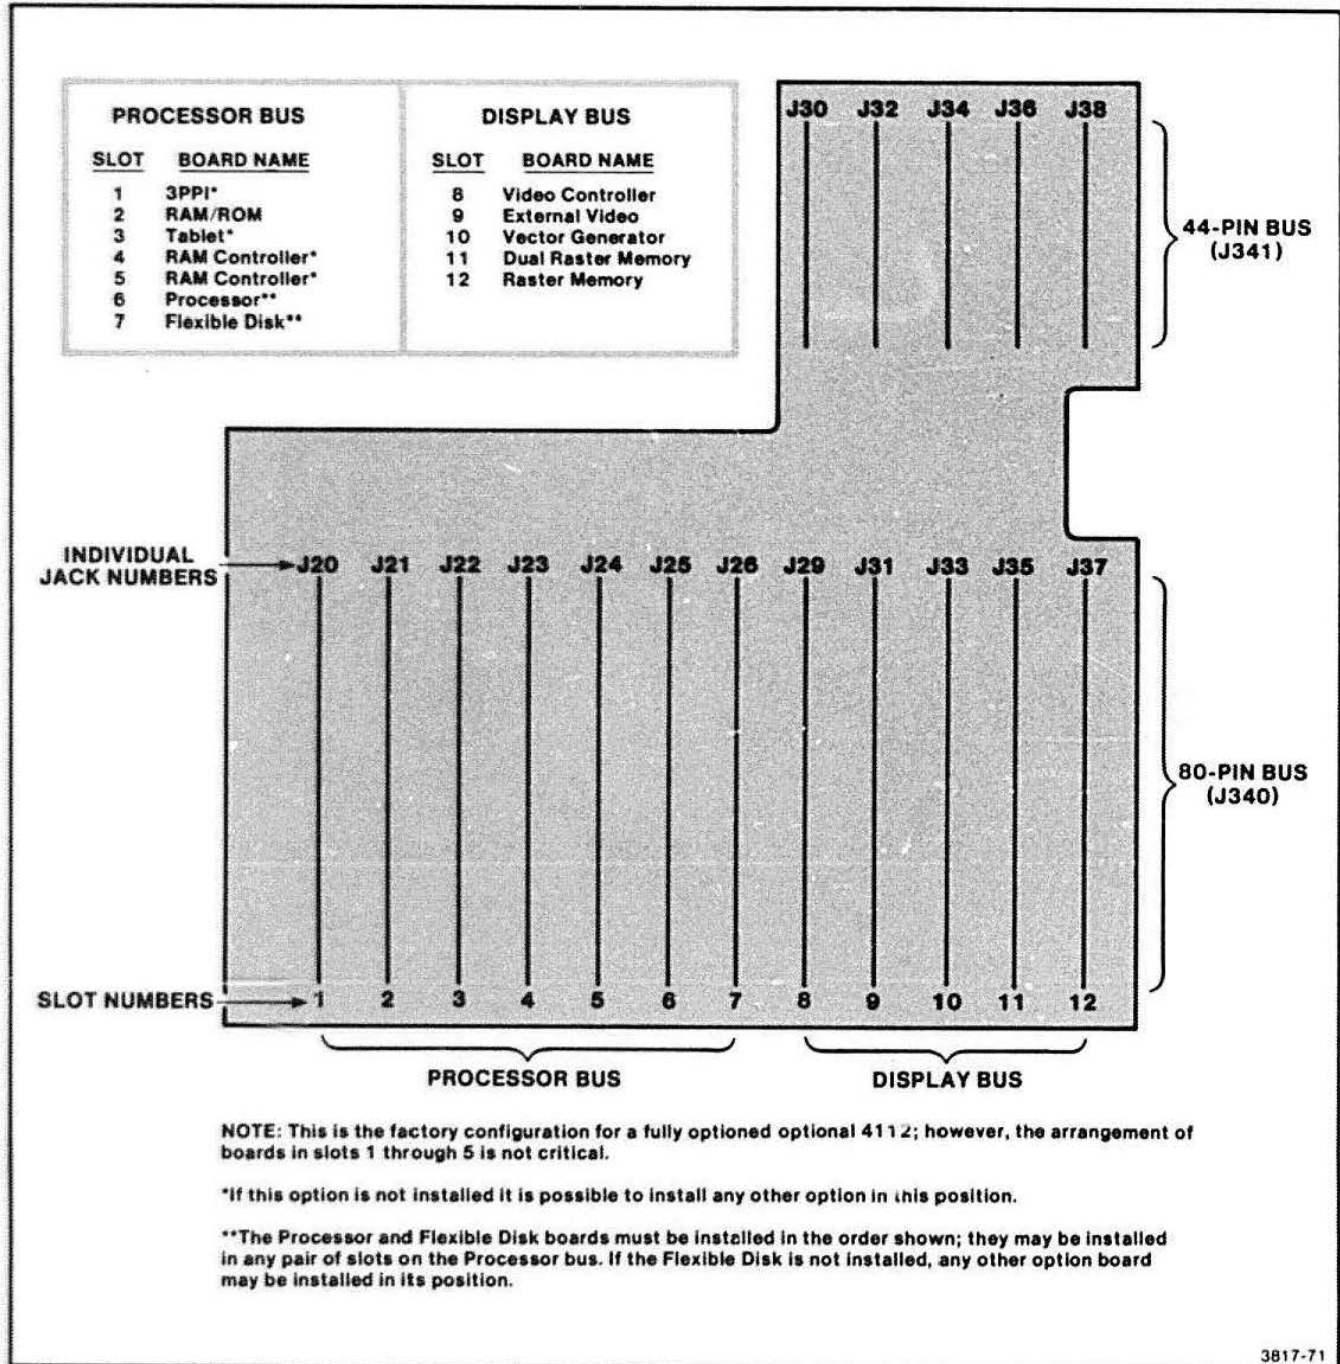 PROCESSOR BUS
SLOT BOARD NAME
1 3PPI*
2 RAM/ROM
3 Tablet*
4 RAM Controller*
5 RAM Controller*
6 Processor**
7 Flexible Disk**
DISPLAY BUS
SLOT BOARD NAME
8 Video Controller
9 External Video
10 Vector Generator
11 Dual Raster Memory
12 Raster Memory
J30 J32 J34 J36 J38
44-PIN BUS
(J341)
INDIVIDUAL
JACK NUMBERS
J20 J21 J22 J23 J24 J25 J26 J29 J31 J33 J35 J37
80-PIN BUS
(J340)
SLOT NUMBERS
1 2 3 4 5 6 7 8 9 10 11 12
PROCESSOR BUS
DISPLAY BUS
NOTE: This is the factory configuration for a fully optioned optional 4112; however, the arrangement of
boards in slots 1 through 5 is not critical.
*If this option is not installed it is possible to install any other option in this position.
**The Processor and Flexible Disk boards must be installed in the order shown; they may be installed
in any pair of slots on the Processor bus. If the Flexible Disk is not installed, any other option board
may be installed in its position.
3817-71